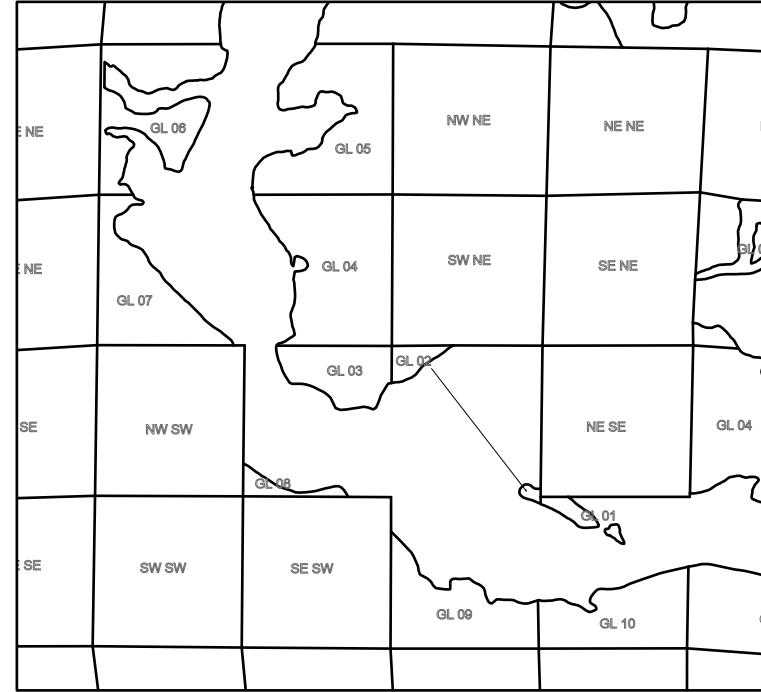 NW NE
NE NE
GL 06
NE
GL 05
SW NE
SE NE
GL 04
NE
GL 07
GL 02
GL 03
NE SE
GL 04
SE
NW SW
GL 08
GL 01
SE
SW SW
SE SW
GL 09
GL 10